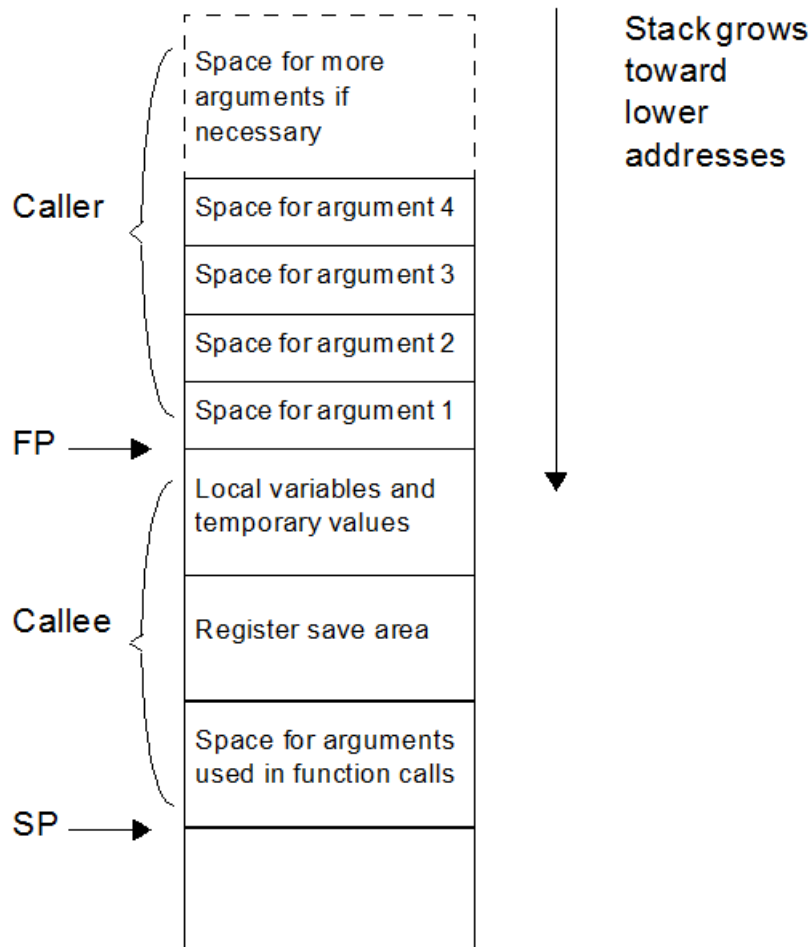 Space for more
arguments if
necessary
Stack grows
toward
lower
addresses
Caller
Space for argument 4
Space for argument 3
Space for argument 2
Space for argument 1
FP
Local variables and
temporary values
Callee
Register save area
Space for arguments
used in function calls
SP